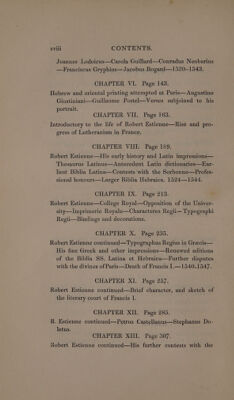 xviii CONTENTS.
Joannes Lodoicus—Carola Guillard—Conradus Neobarius
—Franciscus Gryphius—Jacobus Bogard—1520-1543.
CHAPTER VI. Page 143.
Hebrew and oriental printing attempted at Paris—Augustine
Giustiniani—Guillaume Postel—Verses subjoined to his
portrait.
CHAPTER VII. Page 163.
Introductory to the life of Robert Estienne—Rise and pro-
gress of Lutheranism in France.
CHAPTER VIII. Page 189.
Robert Estienne—His early history and Latin impressions—
Thesaurus Latinus—Antecedent Latin dictionaries—Ear-
liest Biblia Latina—Contests with the Sorbonne—Profes-
sional honours—Larger Biblia Hebraica. 1524—1544.
CHAPTER IX. Page 213.
Robert Estienne—College Royal—Opposition of the Univer-
sity—Imprimerie Royale—Characteres Regii—Typographi
Regii—Bindings and decorations.
CHAPTER X. Page 235.
Robert Estienne continued—Typographus Regius in Græcis—
His fine Greek and other impressions—Renewed editions
of the Biblia SS. Latina et Hebraica—Further disputes
with the divines of Paris—Death of Francis I.—1540.1547.
CHAPTER XI. Page 257.
Robert Estienne continued—Brief character, and sketch of
the literary court of Francis I.
CHAPTER XII. Page 285.
R. Estienne continued—Petrus Castellanus—Stephanus Do-
letus.
CHAPTER XIII. Page 307.
Robert Estienne continued—His further contests with the